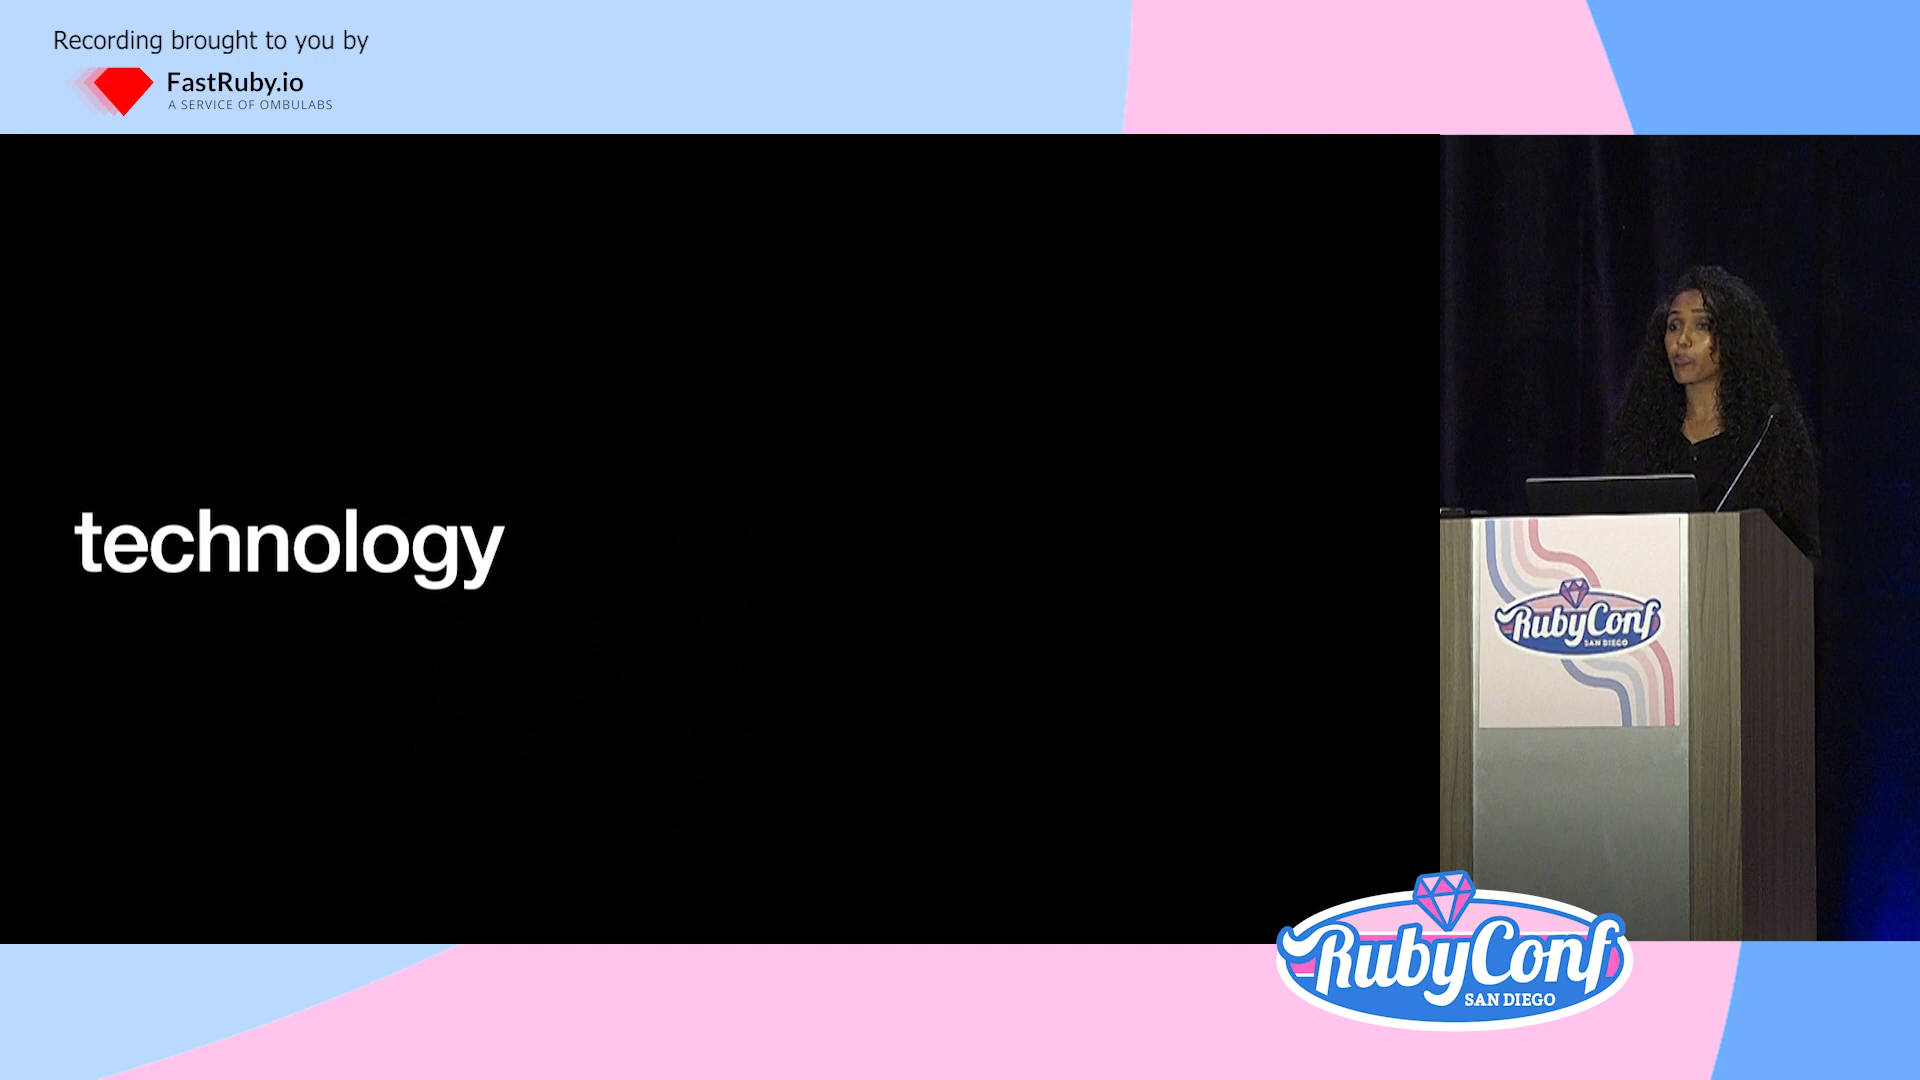 Recording brought to you by
FastRuby.io
A SERVICE OF OMBULABS
technology
RubyConf
SAN DIEGO
RubyConf
SAN DIEGO